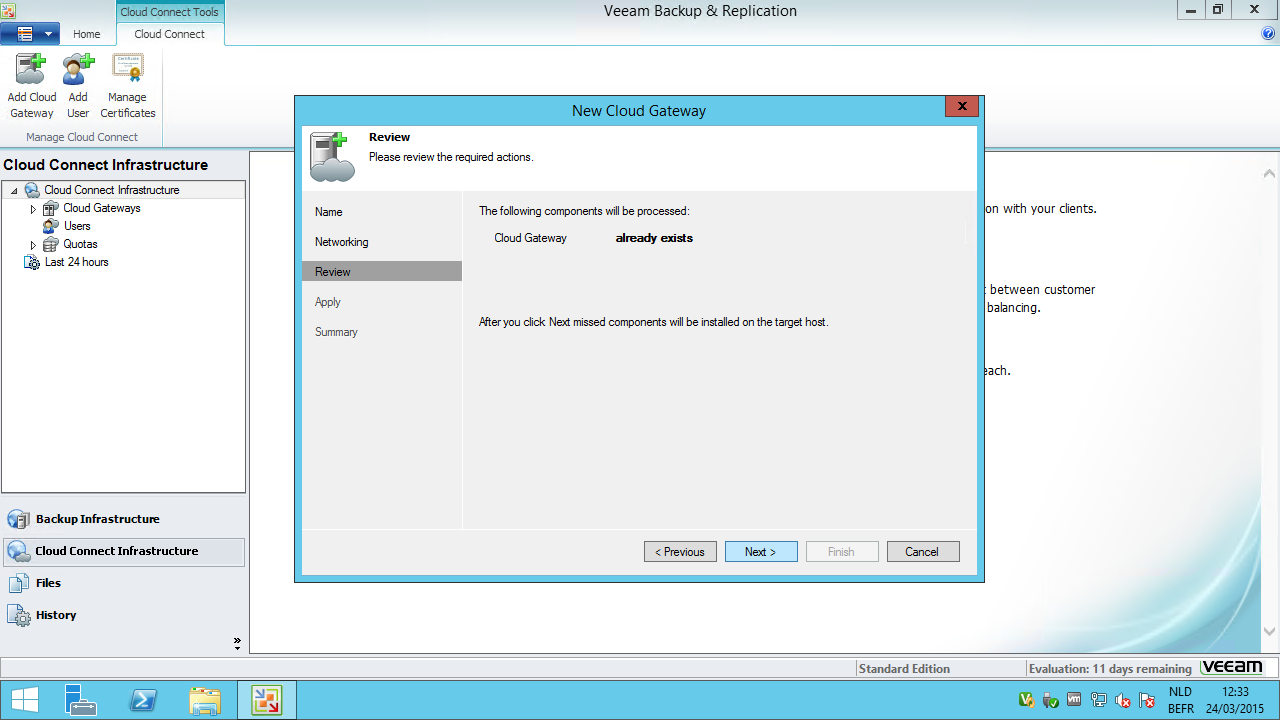 Cloud Connect Tools
Veeam Backup & Replication
Home
Cloud Connect
Add Cloud Gateway
Add User
Manage Certificates
Manage Cloud Connect
Cloud Connect Infrastructure
Cloud Connect Infrastructure
Cloud Gateways
Users
Quotas
Last 24 hours
Backup Infrastructure
Cloud Connect Infrastructure
Files
History
New Cloud Gateway
Review
Please review the required actions.
Name
Networking
Review
Apply
Summary
The following components will be processed:
Cloud Gateway already exists
After you click Next missed components will be installed on the target host.
< Previous
Next >
Finish
Cancel
on with your clients.
between customer
balancing.
each.
Standard Edition
Evaluation: 11 days remaining
veeam
NLD
BEFR
12:33
24/03/2015